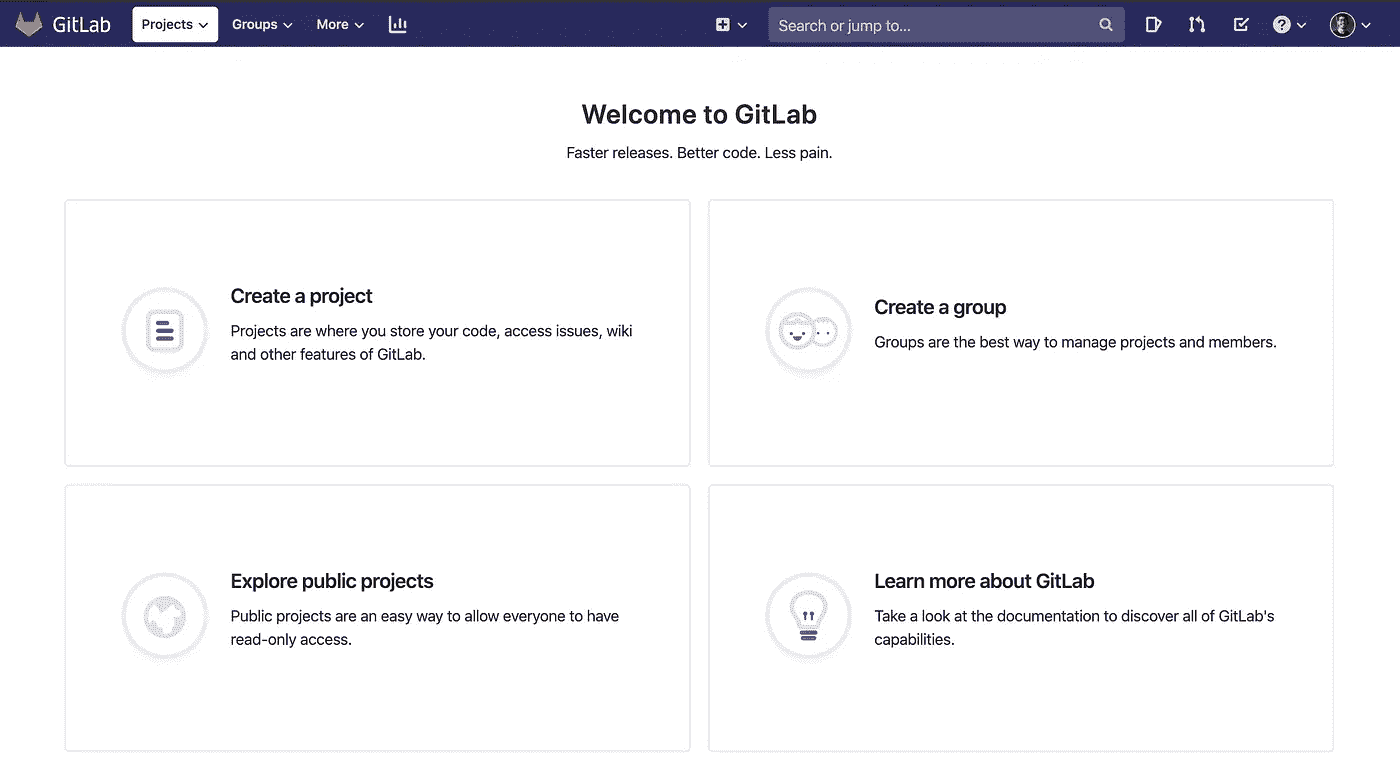 GitLab Projects Groups More Search or jump to...
Welcome to GitLab
Faster releases. Better code. Less pain.
Create a project
Projects are where you store your code, access issues, wiki
and other features of GitLab.
Create a group
Groups are the best way to manage projects and members.
Explore public projects
Public projects are an easy way to allow everyone to have
read-only access.
Learn more about GitLab
Take a look at the documentation to discover all of GitLab's
capabilities.